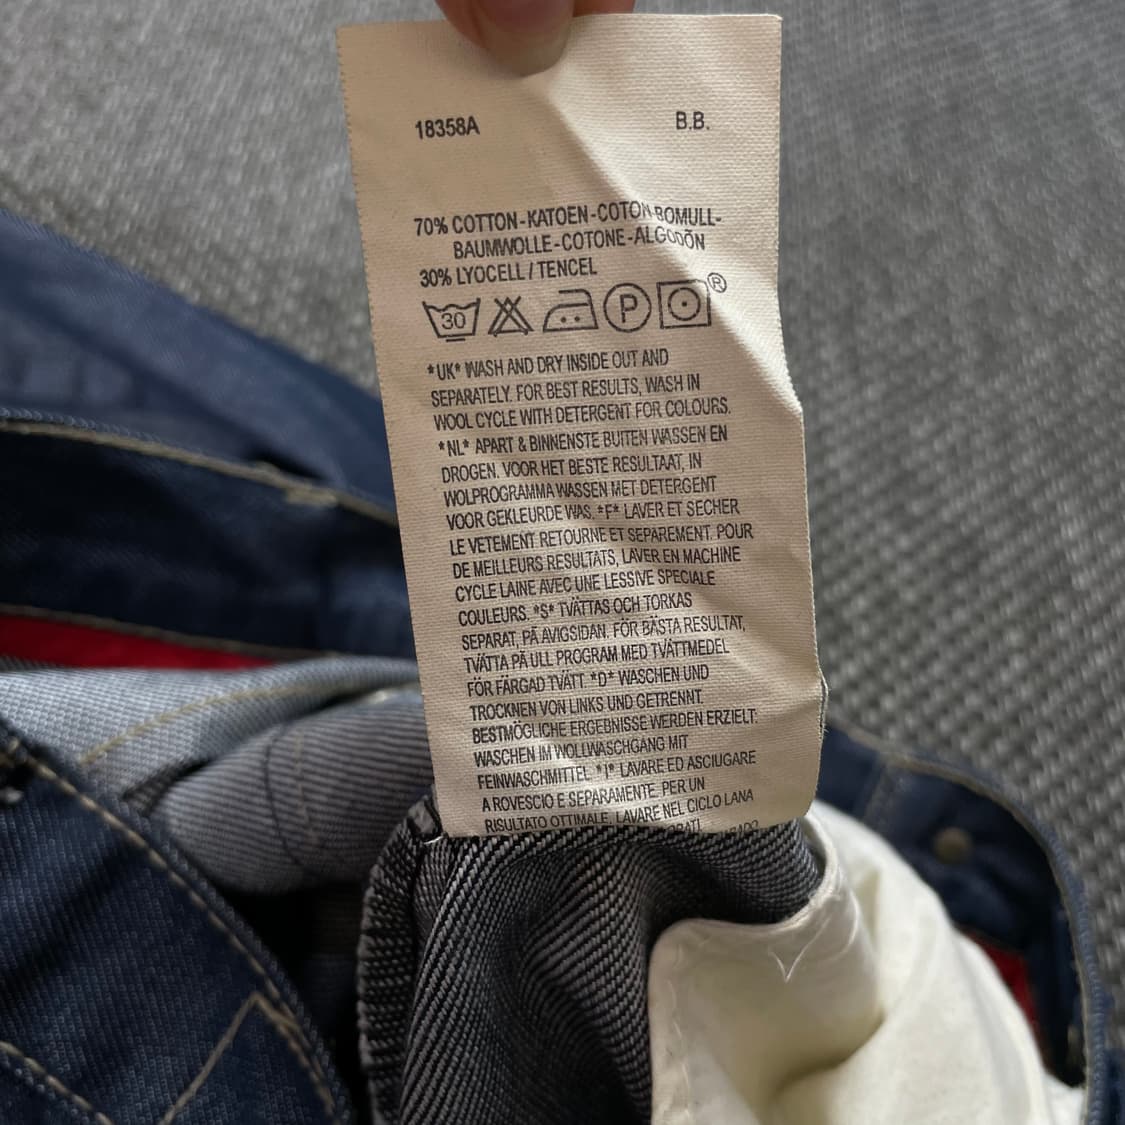 18358A B.B.
70% COTTON-KATOEN-COTON-BOMULL-
BAUMWOLLE-COTONE-ALGODÕN
30% LYOCELL/TENCEL
30 P ®
*UK* WASH AND DRY INSIDE OUT AND
SEPARATELY. FOR BEST RESULTS, WASH IN
WOOL CYCLE WITH DETERGENT FOR COLOURS.
*NL* APART & BINNENSTE BUITEN WASSEN EN
DROGEN. VOOR HET BESTE RESULTAAT, IN
WOLPROGRAMMA WASSEN MET DETERGENT
VOOR GEKLEURDE WAS. *F* LAVER ET SECHER
LE VETEMENT RETOURNE ET SEPAREMENT. POUR
DE MEILLEURS RESULTATS, LAVER EN MACHINE
CYCLE LAINE AVEC UNE LESSIVE SPECIALE
COULEURS. *S* TVÄTTAS OCH TORKAS
SEPARAT, PÅ AVIGSIDAN. FÖR BÄSTA RESULTAT,
TVÄTTA PÅ ULL PROGRAM MED TVÄTTMEDEL
FÖR FÄRGAD TVÄTT *D* WASCHEN UND
TROCKNEN VON LINKS UND GETRENNT.
BESTMÖGLICHE ERGEBNISSE WERDEN ERZIELT:
WASCHEN IM WOLLWASCHGANG MIT
FEINWASCHMITTEL *I* LAVARE ED ASCIUGARE
A ROVESCIO E SEPARAMENTE. PER UN
RISULTATO OTTIMALE, LAVARE NEL CICLO LANA